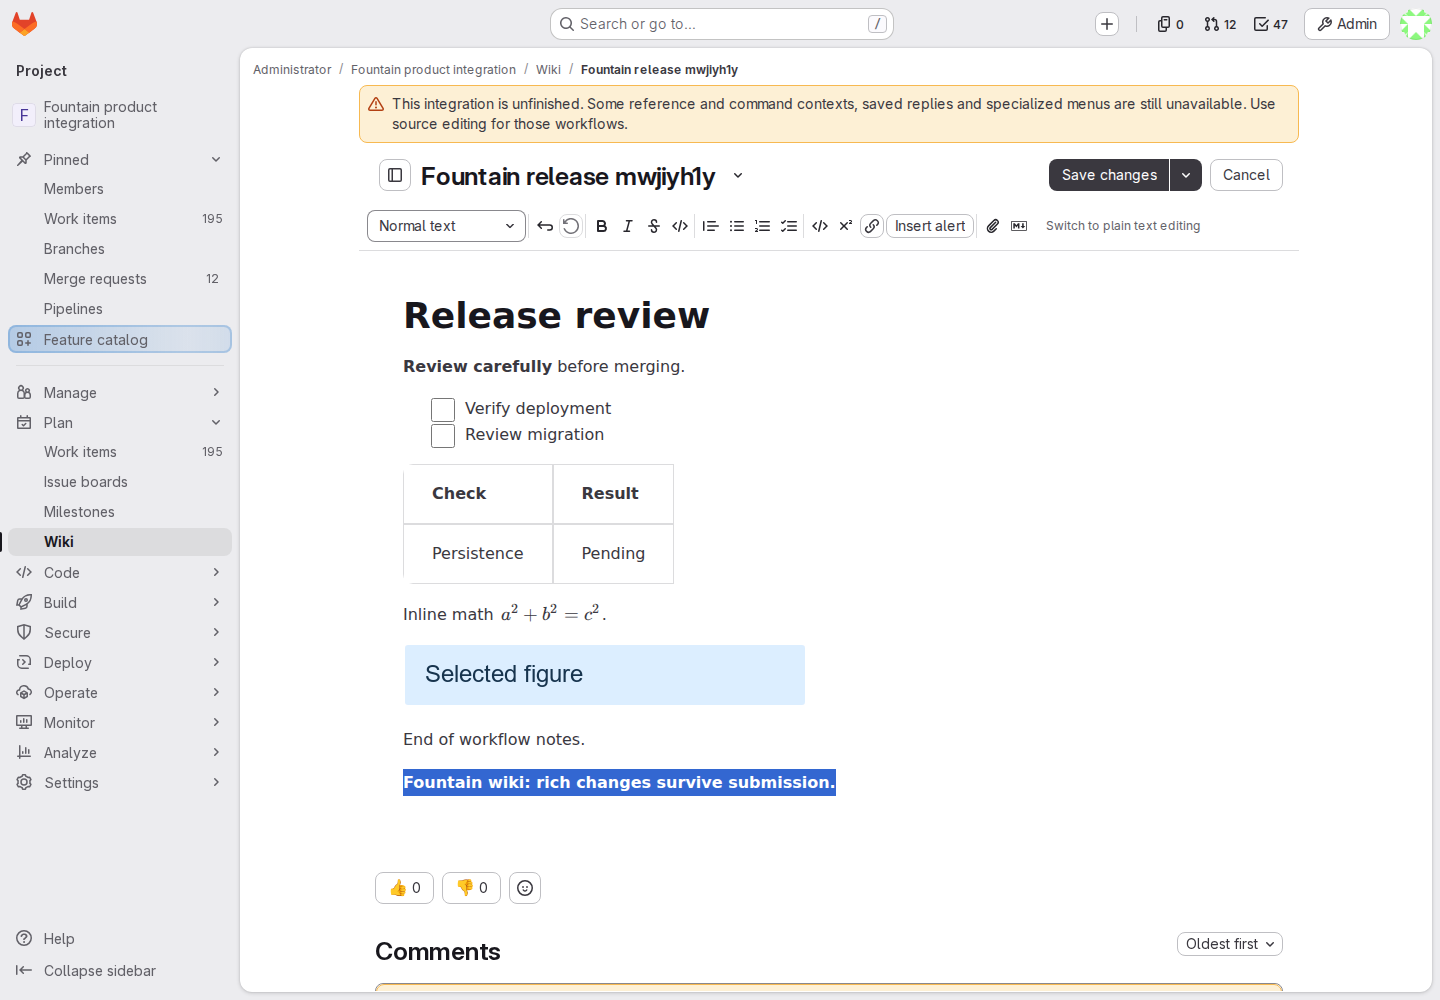 Search or go to...
/
0
12
47
Admin
Project
F
Fountain product integration
Pinned
Members
Work items 195
Branches
Merge requests 12
Pipelines
Feature catalog
Manage
Plan
Work items 195
Issue boards
Milestones
Wiki
Code
Build
Secure
Deploy
Operate
Monitor
Analyze
Settings
Help
Collapse sidebar
Administrator / Fountain product integration / Wiki / Fountain release mwjiyh1y
This integration is unfinished. Some reference and command contexts, saved replies and specialized menus are still unavailable. Use
source editing for those workflows.
Fountain release mwjiyh1y
Save changes
Cancel
Normal text
Insert alert
Switch to plain text editing
Release review
Review carefully before merging.
Verify deployment
Review migration
Check Result
Persistence Pending
Inline math a² + b² = c².
Selected figure
End of workflow notes.
Fountain wiki: rich changes survive submission.
👍 0
👎 0
Comments
Oldest first